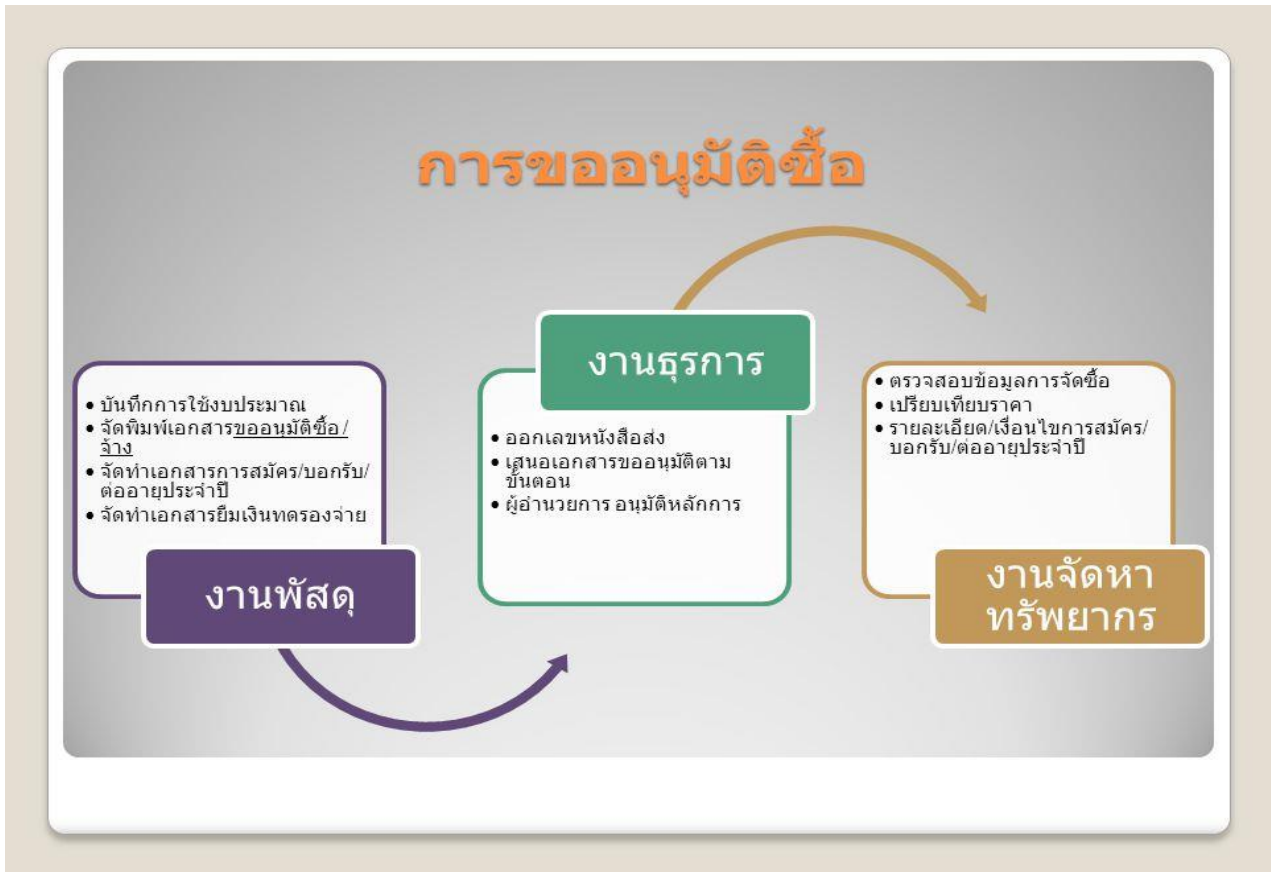 การขออนุมัติซื้อ
• บันทึกการใช้งบประมาณ
• จัดพิมพ์เอกสารขออนุมัติซื้อ/
จ้าง
• จัดทำเอกสารการสมัคร/บอกรับ/
ต่ออายุประจำปี
• จัดทำเอกสารยืมเงินทดรองจ่าย
งานพัสดุ
งานธุรการ
• ออกเลขหนังสือส่ง
• เสนอเอกสารขออนุมัติตาม
ขั้นตอน
• ผู้อำนวยการ อนุมัติหลักการ
• ตรวจสอบข้อมูลการจัดซื้อ
• เปรียบเทียบราคา
• รายละเอียด/เงื่อนไขการสมัคร/
บอกรับ/ต่ออายุประจำปี
งานจัดหา
ทรัพยากร